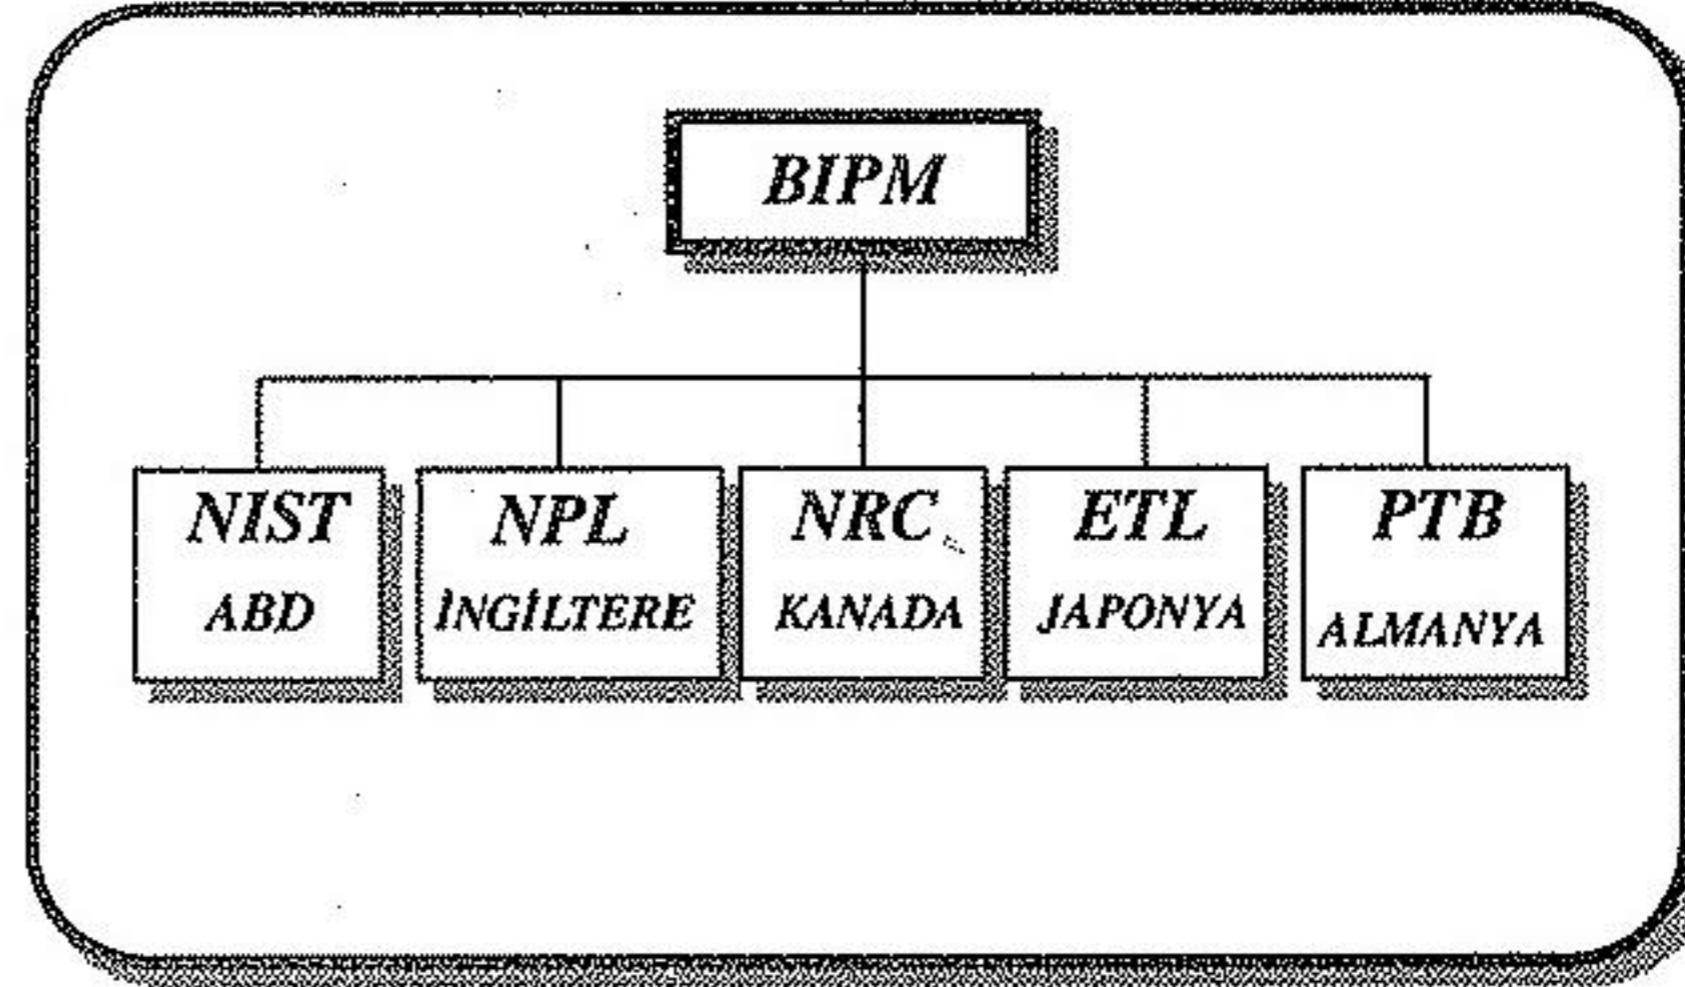 BIPM
NIST
ABD
NPL
İNGİLTERE
NRC
KANADA
ETL
JAPONYA
PTB
ALMANYA